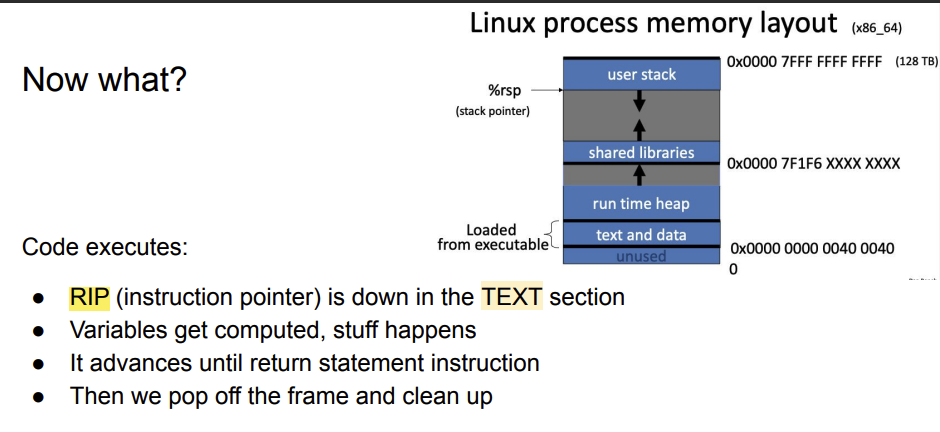 Linux process memory layout (x86_64)
Now what?
0x0000 7FFF FFFF FFFF (128 TB)
user stack
%rsp
(stack pointer)
shared libraries
0x0000 7F1F6 XXXX XXXX
run time heap
Loaded
from executable
text and data
0x0000 0000 0040 0040
unused
0
Code executes:
● RIP (instruction pointer) is down in the TEXT section
● Variables get computed, stuff happens
● It advances until return statement instruction
● Then we pop off the frame and clean up